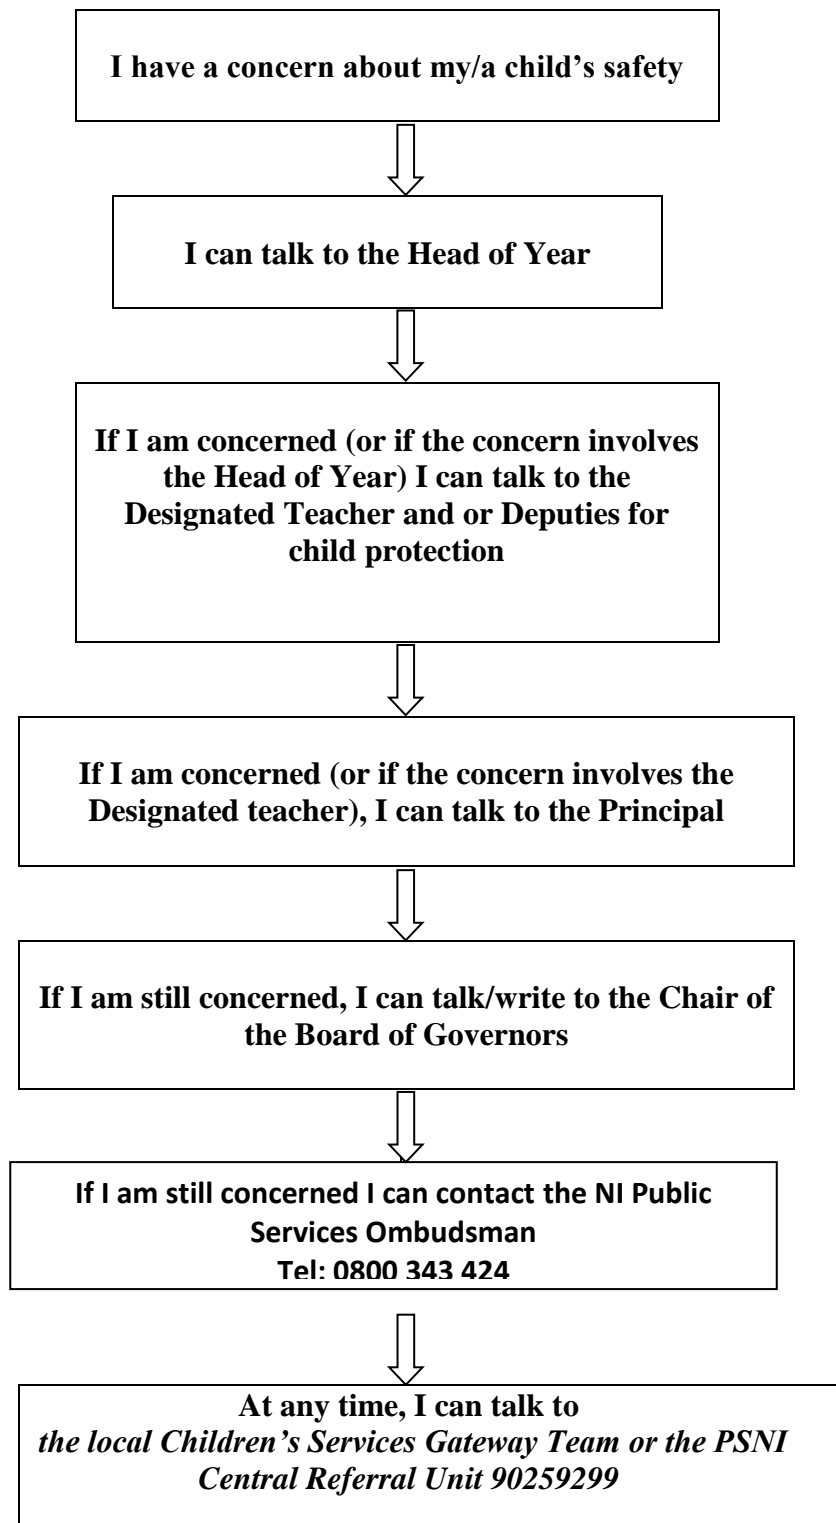 I have a concern about my/a child’s safety
I can talk to the Head of Year
If I am concerned (or if the concern involves
the Head of Year) I can talk to the
Designated Teacher and or Deputies for
child protection
If I am concerned (or if the concern involves the
Designated teacher), I can talk to the Principal
If I am still concerned, I can talk/write to the Chair of
the Board of Governors
If I am still concerned I can contact the NI Public
Services Ombudsman
Tel: 0800 343 424
At any time, I can talk to
the local Children’s Services Gateway Team or the PSNI
Central Referral Unit 90259299